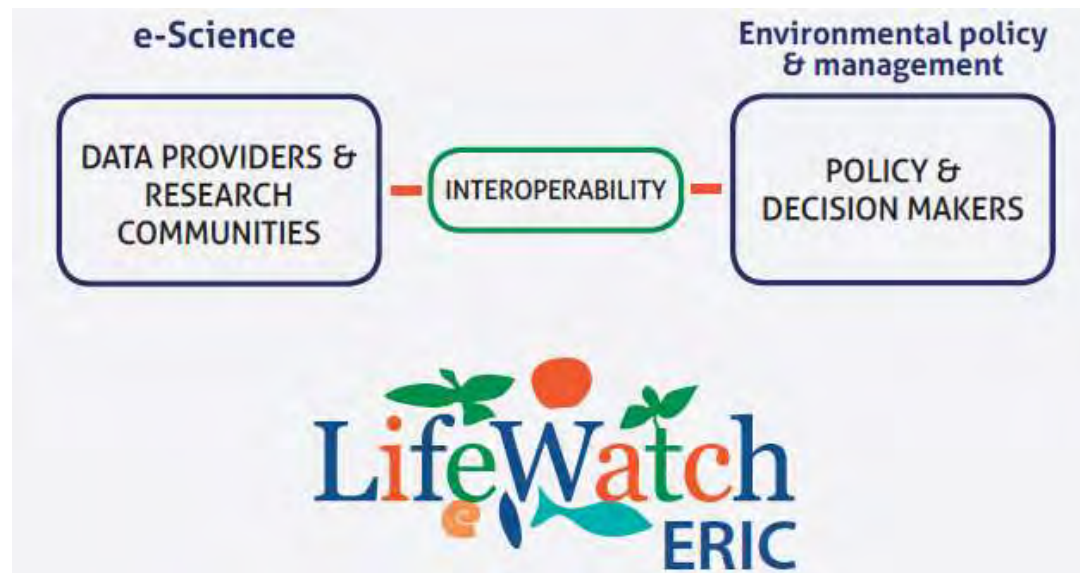 e-Science
Environmental policy
& management
DATA PROVIDERS &
RESEARCH
COMMUNITIES
INTEROPERABILITY
POLICY &
DECISION MAKERS
LifeWatch
ERIC